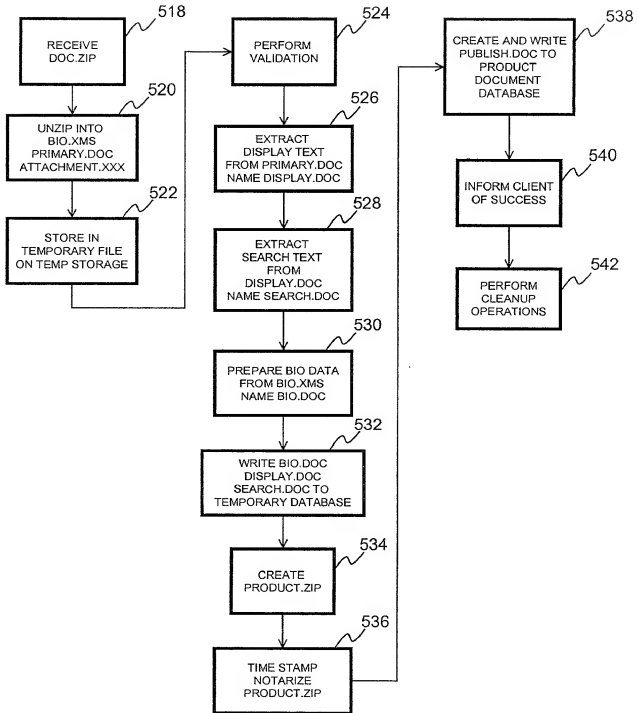 518
RECEIVE
DOC.ZIP
520
UNZIP INTO
BIO.XMS
PRIMARY.DOC
ATTACHMENT.XXX
522
STORE IN
TEMPORARY FILE
ON TEMP STORAGE
524
PERFORM
VALIDATION
526
EXTRACT
DISPLAY TEXT
FROM PRIMARY.DOC
NAME DISPLAY.DOC
528
EXTRACT
SEARCH TEXT
FROM
DISPLAY.DOC
NAME SEARCH.DOC
530
PREPARE BIO DATA
FROM BIO.XMS
NAME BIO.DOC
532
WRITE BIO.DOC
DISPLAY.DOC
SEARCH.DOC TO
TEMPORARY DATABASE
534
CREATE
PRODUCT.ZIP
536
TIME STAMP
NOTARIZE
PRODUCT.ZIP
538
CREATE AND WRITE
PUBLISH.DOC TO
PRODUCT
DOCUMENT
DATABASE
540
INFORM CLIENT
OF SUCCESS
542
PERFORM
CLEANUP
OPERATIONS